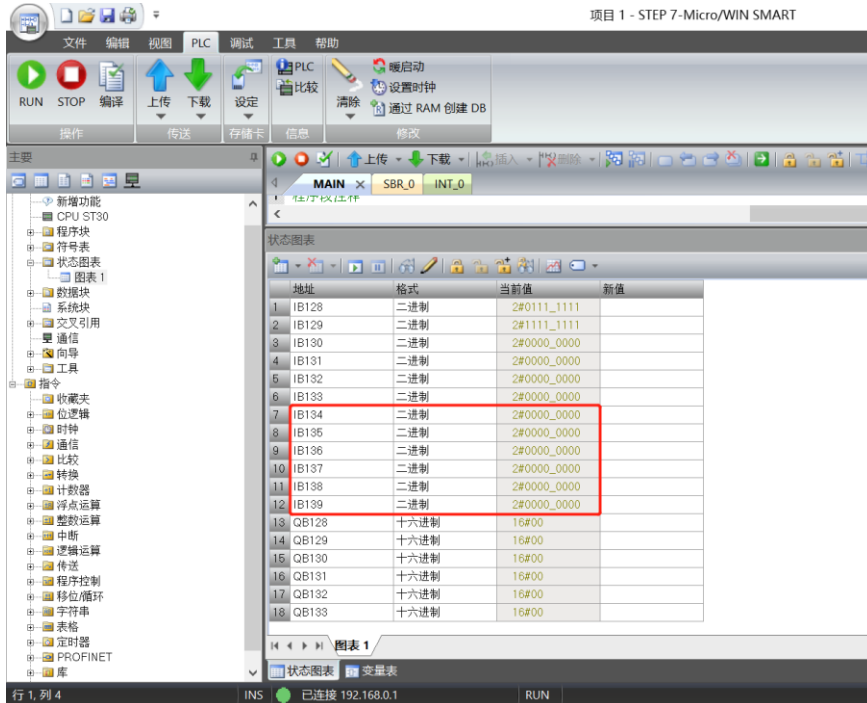 项目 1 - STEP 7-Micro/WIN SMART
文件 编辑 视图 PLC 调试 工具 帮助
RUN STOP 编译 上传 下载 设定 PLC 比较 清除 暖启动 设置时钟 通过 RAM 创建 DB
操作 传送 存储卡 信息 修改
主要
新增功能
CPU ST30
程序块
符号表
状态图表
图表 1
数据块
系统块
交叉引用
通信
向导
工具
指令
收藏夹
位逻辑
时钟
通信
比较
转换
计数器
浮点运算
整数运算
中断
逻辑运算
传送
程序控制
移位/循环
字符串
表格
定时器
PROFINET
库
上传 下载 插入 删除
MAIN × SBR_0 INT_0
1 程序段注释
状态图表
地址 格式 当前值 新值
1 IB128 二进制 2#0111_1111
2 IB129 二进制 2#1111_1111
3 IB130 二进制 2#0000_0000
4 IB131 二进制 2#0000_0000
5 IB132 二进制 2#0000_0000
6 IB133 二进制 2#0000_0000
7 IB134 二进制 2#0000_0000
8 IB135 二进制 2#0000_0000
9 IB136 二进制 2#0000_0000
10 IB137 二进制 2#0000_0000
11 IB138 二进制 2#0000_0000
12 IB139 二进制 2#0000_0000
13 QB128 十六进制 16#00
14 QB129 十六进制 16#00
15 QB130 十六进制 16#00
16 QB131 十六进制 16#00
17 QB132 十六进制 16#00
18 QB133 十六进制 16#00
图表 1
状态图表 变量表
行 1, 列 4 INS 已连接 192.168.0.1 RUN